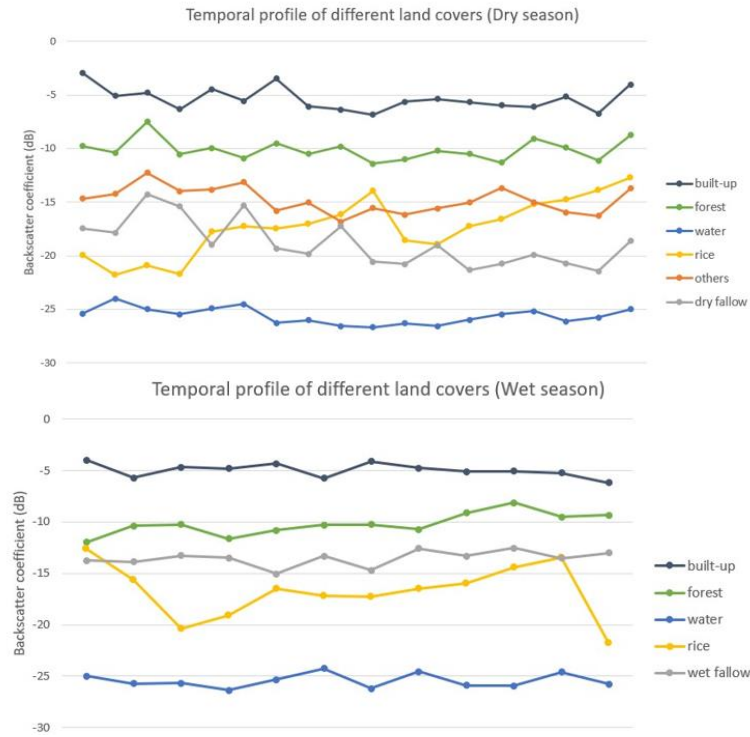 Temporal profile of different land covers (Dry season)
0
-5
-10
-15
-20
-25
-30
Backscatter coefficient (dB)
built-up
forest
water
rice
others
dry fallow
Temporal profile of different land covers (Wet season)
0
-5
-10
-15
-20
-25
-30
Backscatter coefficient (dB)
built-up
forest
water
rice
wet fallow